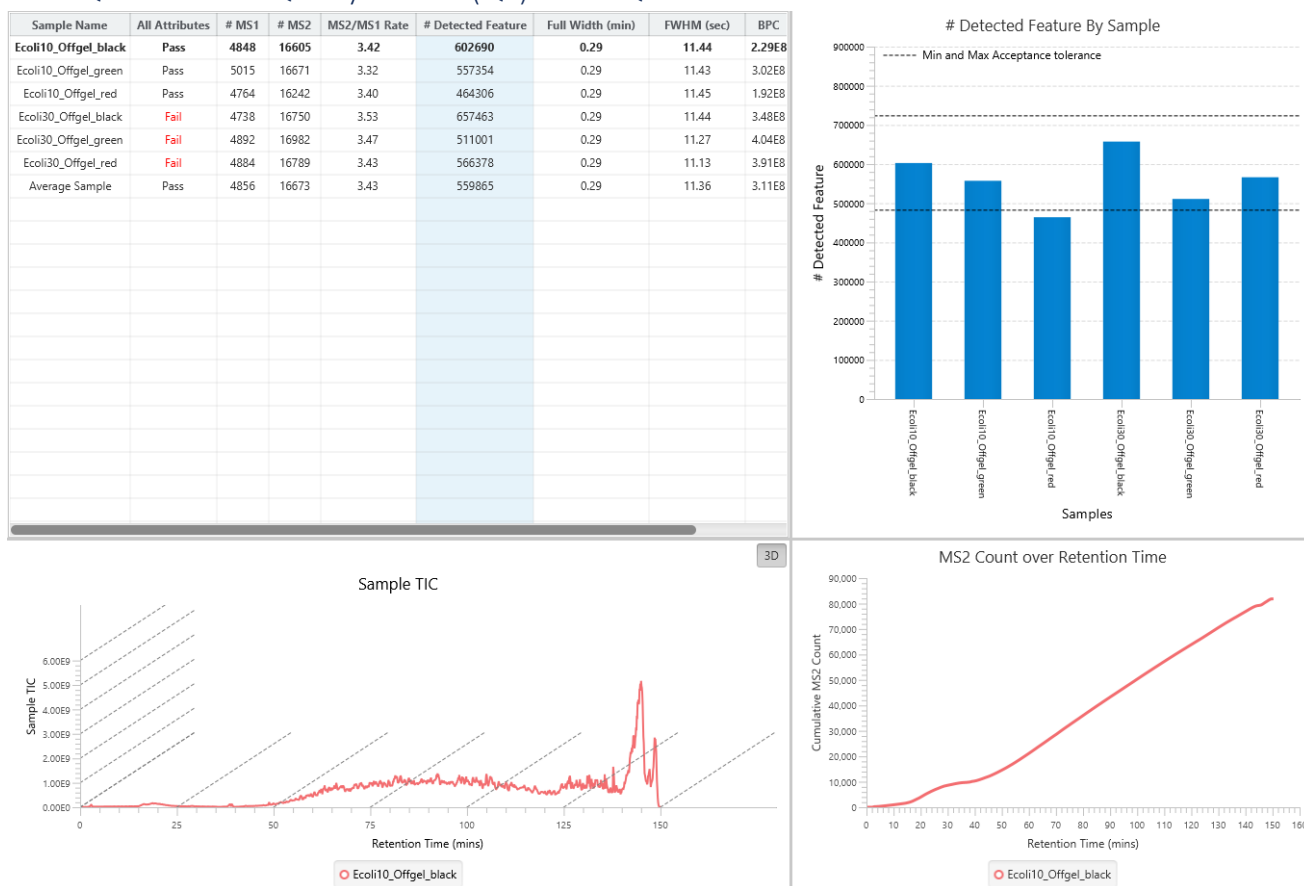 Sample Name All Attributes # MS1 # MS2 MS2/MS1 Rate # Detected Feature Full Width (min) FWHM (sec) BPC
Ecoli10_Offgel_black Pass 4848 16605 3.42 602690 0.29 11.44 2.29E8
Ecoli10_Offgel_green Pass 5015 16671 3.32 557354 0.29 11.43 3.02E8
Ecoli10_Offgel_red Pass 4764 16242 3.40 464306 0.29 11.45 1.92E8
Ecoli30_Offgel_black Fail 4738 16750 3.53 657463 0.29 11.44 3.48E8
Ecoli30_Offgel_green Fail 4892 16982 3.47 511001 0.29 11.27 4.04E8
Ecoli30_Offgel_red Fail 4884 16789 3.43 566378 0.29 11.13 3.91E8
Average Sample Pass 4856 16673 3.43 559865 0.29 11.36 3.11E8
# Detected Feature By Sample
Min and Max Acceptance tolerance
900000
800000
700000
600000
500000
400000
300000
200000
100000
0
# Detected Feature
Ecoli10_Offgel_black
Ecoli10_Offgel_green
Ecoli10_Offgel_red
Ecoli30_Offgel_black
Ecoli30_Offgel_green
Ecoli30_Offgel_red
Samples
3D
Sample TIC
Sample TIC
6.00E9
5.00E9
4.00E9
3.00E9
2.00E9
1.00E9
0.00E0
0 25 50 75 100 125 150
Retention Time (mins)
Ecoli10_Offgel_black
MS2 Count over Retention Time
Cumulative MS2 Count
90,000
80,000
70,000
60,000
50,000
40,000
30,000
20,000
10,000
0
0 10 20 30 40 50 60 70 80 90 100 110 120 130 140 150 160
Retention Time (mins)
Ecoli10_Offgel_black